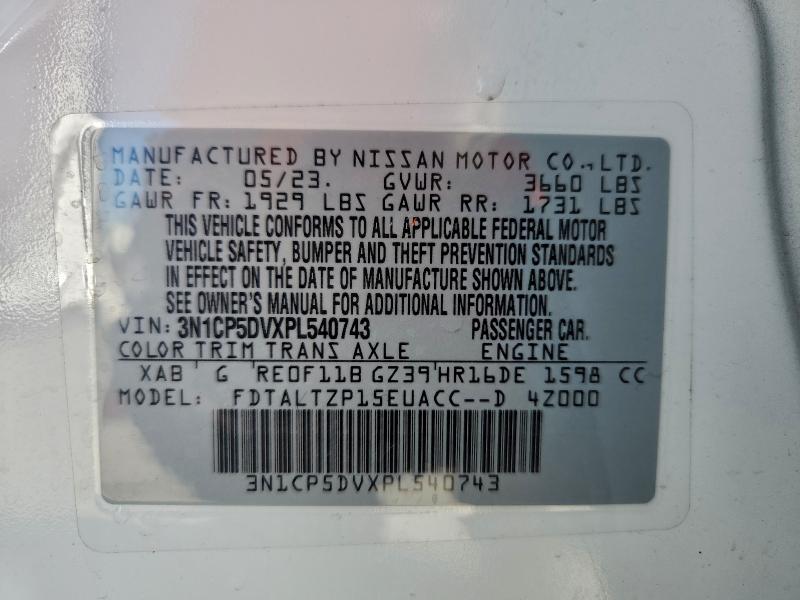 MANUFACTURED BY NISSAN MOTOR CO.,LTD.
DATE: 05/23. GVWR: 3660 LBS
GAWR FR: 1929 LBS GAWR RR: 1731 LBS
THIS VEHICLE CONFORMS TO ALL APPLICABLE FEDERAL MOTOR
VEHICLE SAFETY, BUMPER AND THEFT PREVENTION STANDARDS
IN EFFECT ON THE DATE OF MANUFACTURE SHOWN ABOVE.
SEE OWNER'S MANUAL FOR ADDITIONAL INFORMATION.
VIN: 3N1CP5DVXPL540743 PASSENGER CAR.
COLOR TRIM TRANS AXLE ENGINE
XAB G RE0F11B GZ39 HR16DE 1598 CC
MODEL: FDTALTZP15EUACC--D 4Z000
3N1CP5DVXPL540743